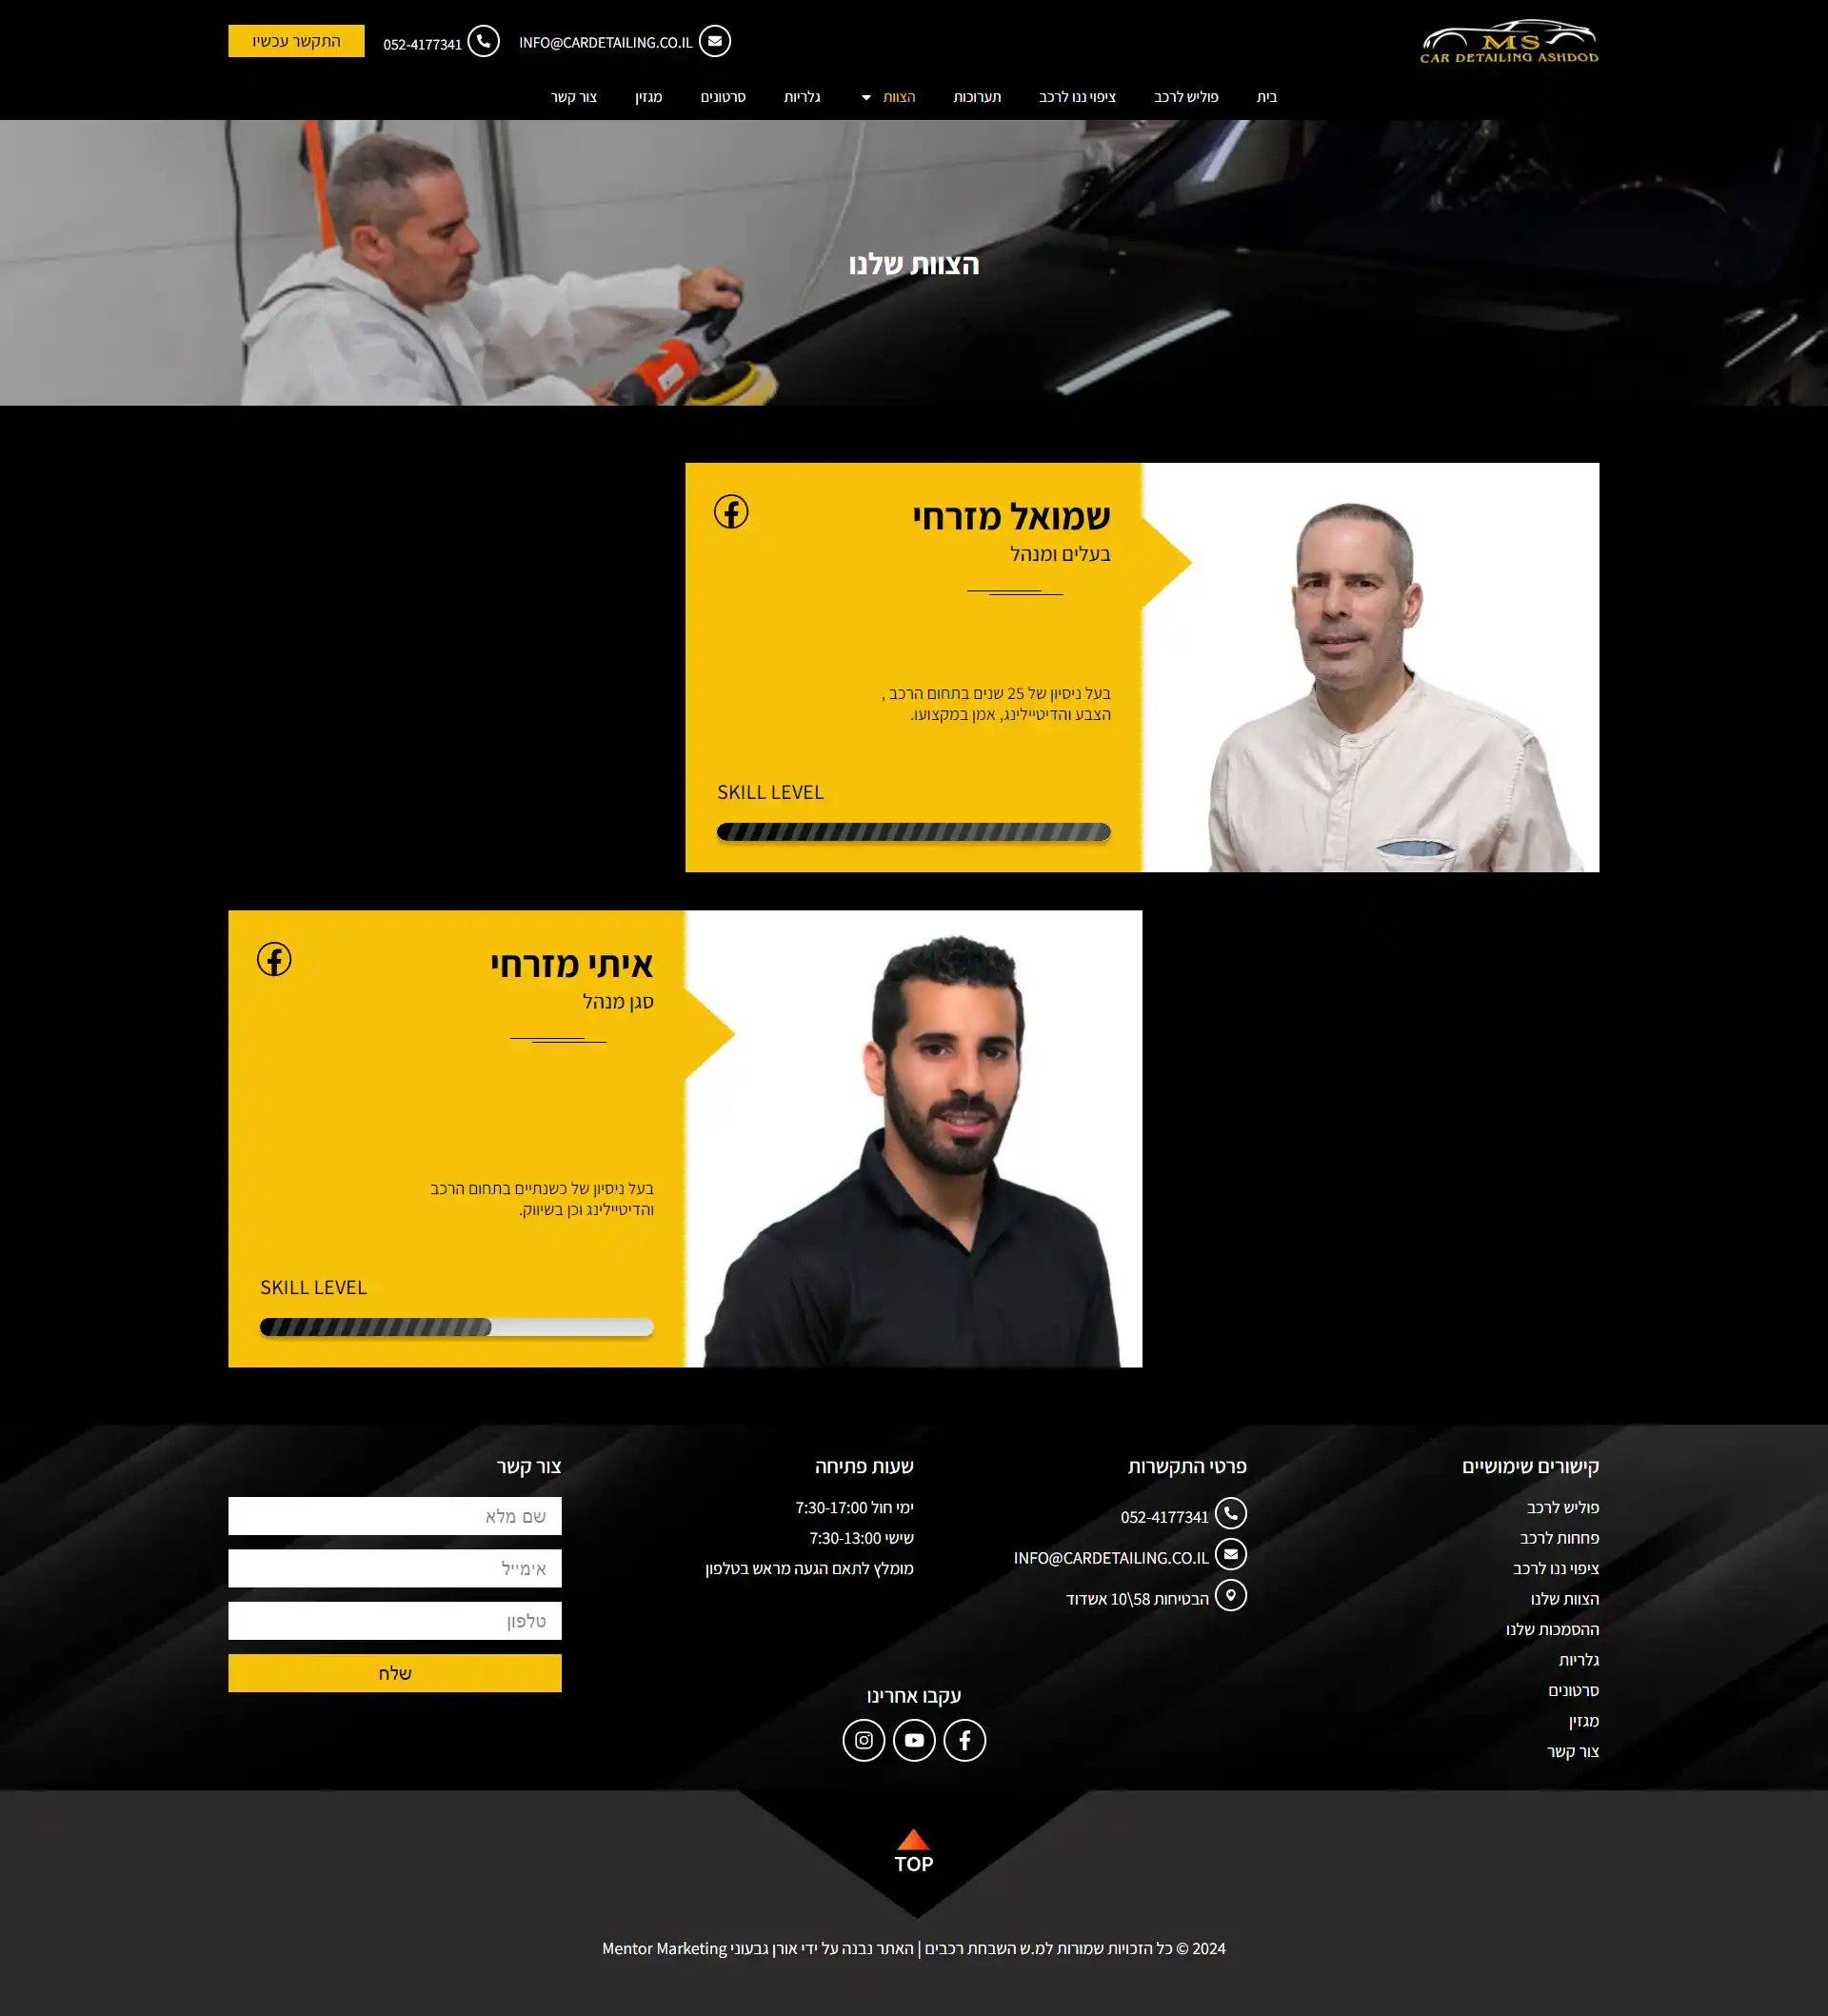 MS
CAR DETAILING ASHDOD
INFO@CARDETAILING.CO.IL
052-4177341
התקשר עכשיו
בית
פוליש לרכב
ציפוי ננו לרכב
תערוכות
הצוות
גלריות
סרטונים
מגזין
צור קשר
הצוות שלנו
שמואל מזרחי
בעלים ומנהל
בעל ניסיון של 25 שנים בתחום הרכב ,
הצבע והדיטיילינג, אמן במקצועו.
SKILL LEVEL
איתי מזרחי
סגן מנהל
בעל ניסיון של כשנתיים בתחום הרכב
והדיטיילינג וכן בשיווק.
SKILL LEVEL
קישורים שימושיים
פוליש לרכב
פחחות לרכב
ציפוי ננו לרכב
הצוות שלנו
ההסמכות שלנו
גלריות
סרטונים
מגזין
צור קשר
פרטי התקשרות
052-4177341
INFO@CARDETAILING.CO.IL
הבטיחות 58\10 אשדוד
שעות פתיחה
ימי חול 7:30-17:00
שישי 7:30-13:00
מומלץ לתאם הגעה מראש בטלפון
עקבו אחרינו
צור קשר
שם מלא
אימייל
טלפון
שלח
TOP
2024 © כל הזכויות שמורות למ.ש השבחת רכבים | האתר נבנה על ידי אורן גבעוני Mentor Marketing